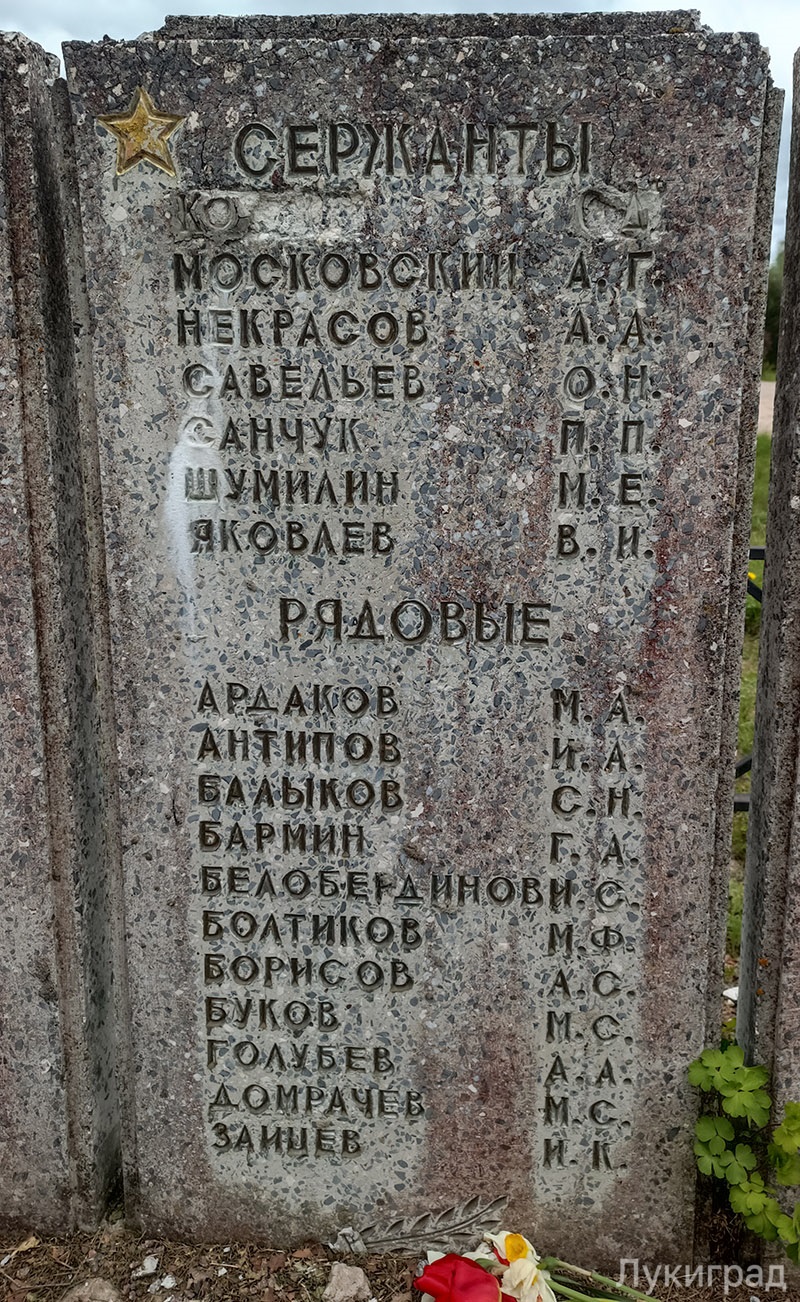 СЕРЖАНТЫ
МОСКОВСКИЙ А. Г.
НЕКРАСОВ А. А.
САВЕЛЬЕВ О. Н.
САНЧУК П. П.
ШУМИЛИН М. Е.
ЯКОВЛЕВ В. И.
РЯДОВЫЕ
АРДАКОВ М. А.
АНТИПОВ И. А.
БАЛЫКОВ С. Н.
БАРМИН Г. А.
БЕЛОБЕРДИНОВ И. С.
БОЛТИКОВ М. Ф.
БОРИСОВ А. С.
БУКОВ М. С.
ГОЛУБЕВ А. А.
ДОМРАЧЕВ М. С.
ЗАЙЦЕВ И. К.
Лукиград